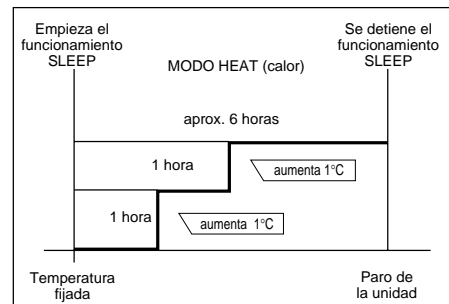 Empieza el
funcionamiento
SLEEP
Se detiene el
funcionamiento
SLEEP
MODO HEAT (calor)
aprox. 6 horas
1 hora
aumenta 1°C
1 hora
aumenta 1°C
Temperatura
fijada
Paro de
la unidad